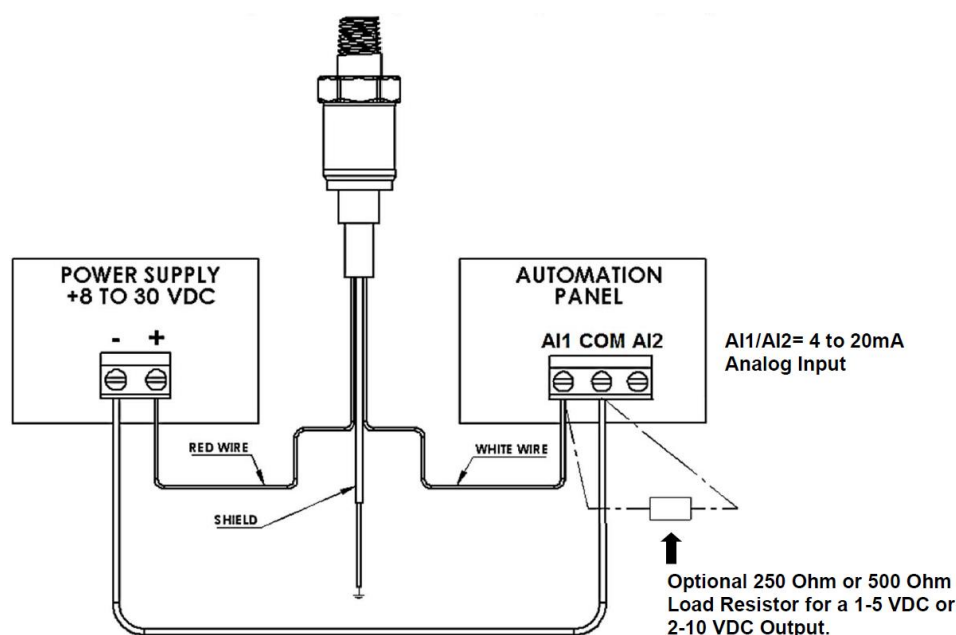 POWER SUPPLY
+8 TO 30 VDC
- +
AUTOMATION
PANEL
AI1 COM AI2
AI1/AI2= 4 to 20mA
Analog Input
RED WIRE
WHITE WIRE
SHIELD
Optional 250 Ohm or 500 Ohm
Load Resistor for a 1-5 VDC or
2-10 VDC Output.